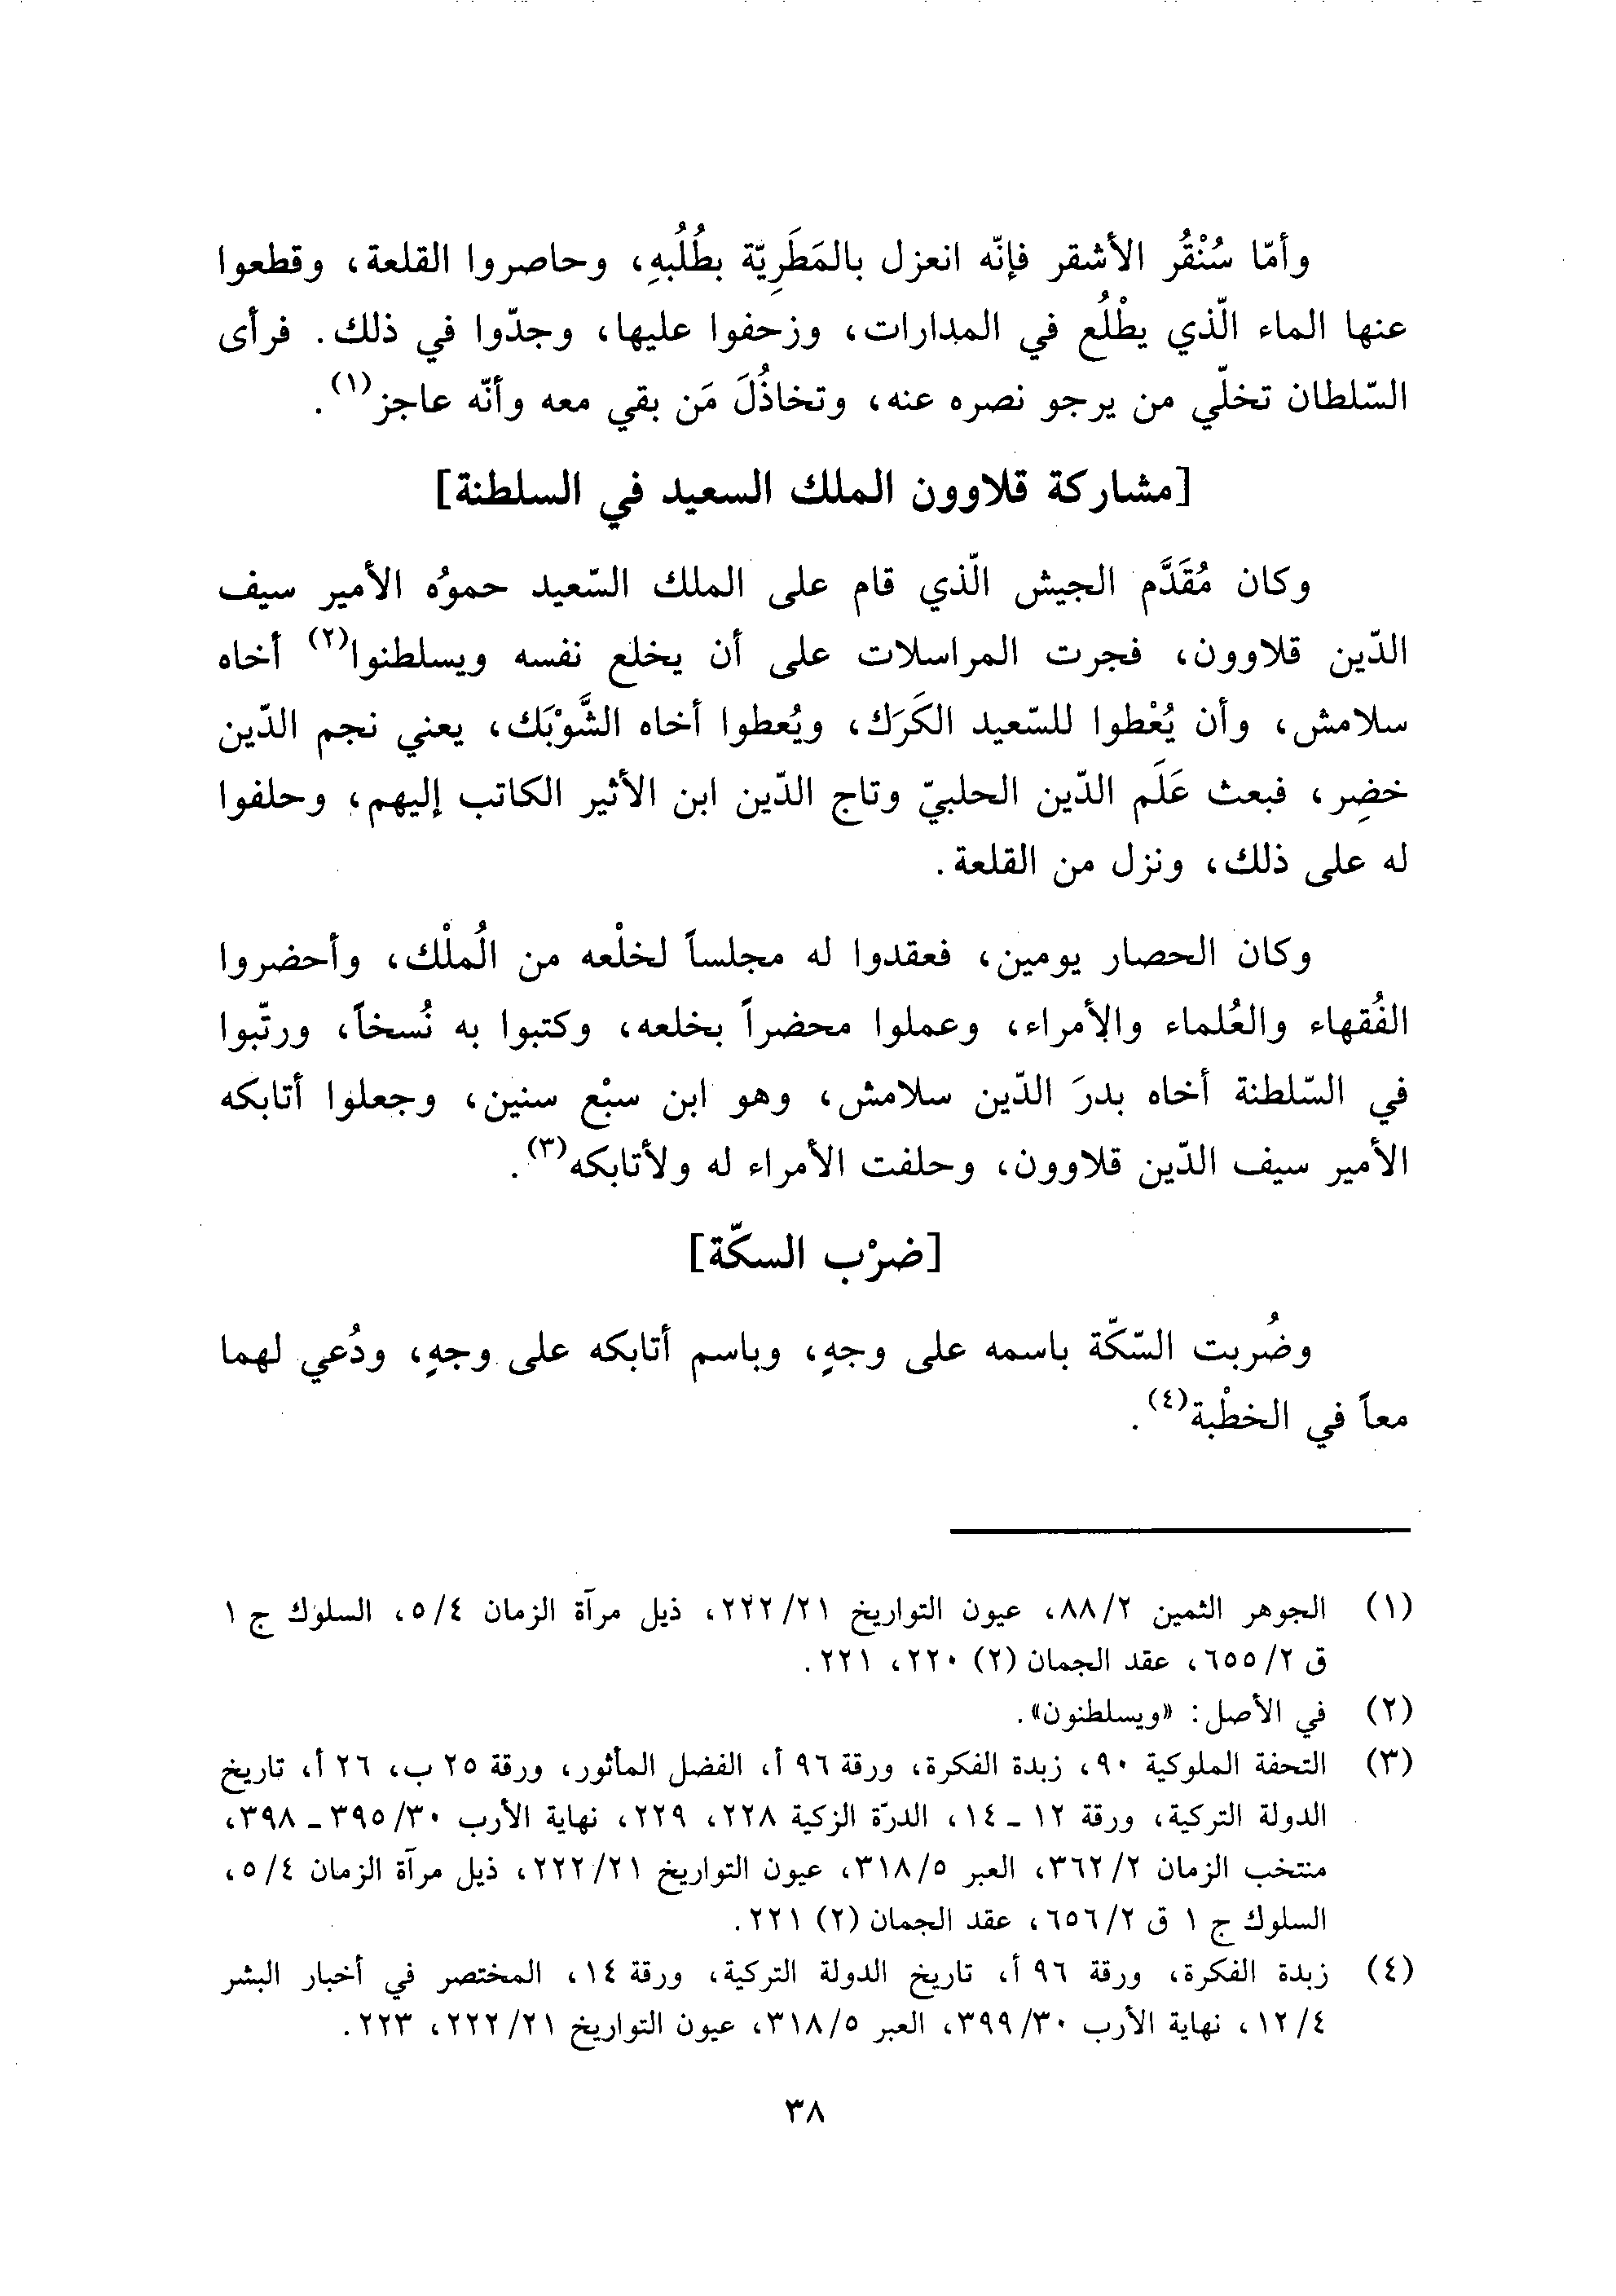 وأمّا سُنْقُر الأشقر فإنّه انعزل بالمَطَرِيّة بطُلُبهِ، وحاصروا القلعة، وقطعوا
عنها الماء الّذي يطْلُع في المدارات، وزحفوا عليها، وجدّوا في ذلك. فرأى
السّلطان تخلّي من يرجو نصره عنه، وتخاذُلَ مَن بقي معه وأنّه عاجز(١).
[مشاركة قلاوون الملك السعيد في السلطنة]
وكان مُقَدَّم الجيش الّذي قام على الملك السّعيد حموُه الأمير سيف
الدّين قلاوون، فجرت المراسلات على أن يخلع نفسه ويسلطنوا(٢) أخاه
سلامش، وأن يُعْطوا للسّعيد الكَرَك، ويُعطوا أخاه الشَّوْبَك، يعني نجم الدّين
خضِر، فبعث عَلَم الدّين الحلبيّ وتاج الدّين ابن الأثير الكاتب إليهم، وحلفوا
له على ذلك، ونزل من القلعة.
وكان الحصار يومين، فعقدوا له مجلساً لخلْعه من الُملْك، وأحضروا
الفُقهاء والعُلماء والأمراء، وعملوا محضراً بخلعه، وكتبوا به نُسخاً، ورتّبوا
في السّلطنة أخاه بدرَ الدّين سلامش، وهو ابن سبْع سنين، وجعلوا أتابكه
الأمير سيف الدّين قلاوون، وحلفت الأمراء له ولأتابكه(٣).
[ضرْب السكّة]
وضُربت السّكّة باسمه على وجهٍ، وباسم أتابكه على وجهٍ، ودُعي لهما
معاً في الخطْبة(٤).
(١) الجوهر الثمين ٢/‏٨٨، عيون التواريخ ٢١/‏٢٢٢، ذيل مرآة الزمان ٤/‏٥، السلوك ج ١
ق ٢/‏٦٥٥، عقد الجمان (٢) ٢٢٠، ٢٢١.
(٢) في الأصل: «ويسلطنون».
(٣) التحفة الملوكية ٩٠، زبدة الفكرة، ورقة ٩٦ أ، الفضل المأثور، ورقة ٢٥ ب، ٢٦ أ، تاريخ
الدولة التركية، ورقة ١٢ ـ ١٤، الدرّة الزكية ٢٢٨، ٢٢٩، نهاية الأرب ٣٠/‏٣٩٥ ـ ٣٩٨،
منتخب الزمان ٢/‏٣٦٢، العبر ٥/‏٣١٨، عيون التواريخ ٢١/‏٢٢٢، ذيل مرآة الزمان ٤/‏٥،
السلوك ج ١ ق ٢/‏٦٥٦، عقد الجمان (٢) ٢٢١.
(٤) زبدة الفكرة، ورقة ٩٦ أ، تاريخ الدولة التركية، ورقة ١٤، المختصر في أخبار البشر
٤/‏١٢، نهاية الأرب ٣٠/‏٣٩٩، العبر ٥/‏٣١٨، عيون التواريخ ٢١/‏٢٢٢، ٢٢٣.
٣٨